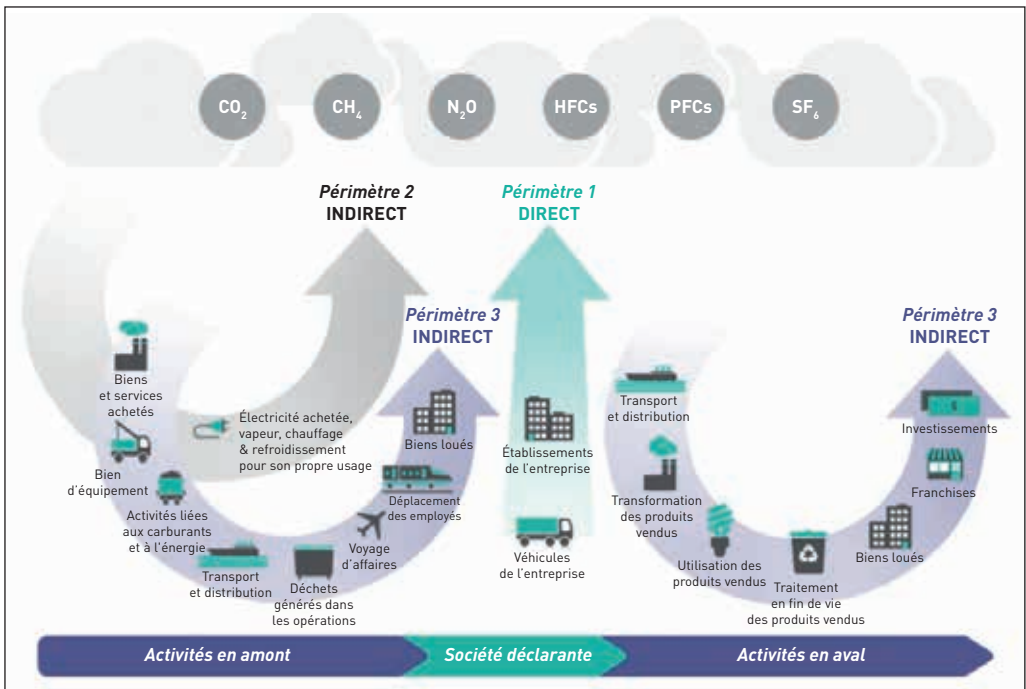 CO₂
CH₄
N₂O
HFCs
PFCs
SF₆
Périmètre 2
INDIRECT
Périmètre 1
DIRECT
Périmètre 3
INDIRECT
Périmètre 3
INDIRECT
Biens
et services
achetés
Bien
d'équipement
Activités liées
aux carburants
et à l'énergie
Transport
et distribution
Déchets
générés dans
les opérations
Voyage
d'affaires
Déplacement
des employés
Biens loués
Électricité achetée,
vapeur, chauffage
& refroidissement
pour son propre usage
Établissements
de l'entreprise
Véhicules
de l'entreprise
Transport
et distribution
Transformation
des produits
vendus
Utilisation des
produits vendus
Traitement
en fin de vie
des produits vendus
Biens loués
Franchises
Investissements
Activités en amont
Société déclarante
Activités en aval